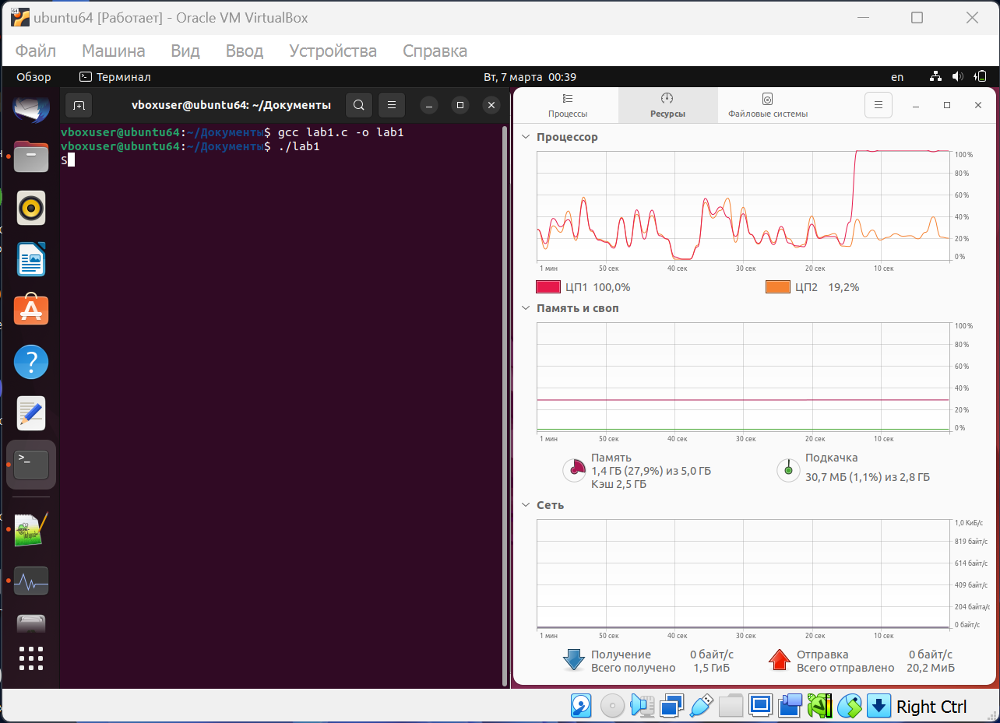 ubuntu64 [Работает] - Oracle VM VirtualBox
Файл Машина Вид Ввод Устройства Справка
Обзор Терминал Вт, 7 марта 00:39 en
vboxuser@ubuntu64: ~/Документы
vboxuser@ubuntu64:~/Документы$ gcc lab1.c -o lab1
vboxuser@ubuntu64:~/Документы$ ./lab1
S
Процессы Ресурсы Файловые системы
Процессор
100 %
80 %
60 %
40 %
20 %
0 %
1 мин 50 сек 40 сек 30 сек 20 сек 10 сек
ЦП1 100,0% ЦП2 19,2%
Память и своп
100 %
80 %
60 %
40 %
20 %
0 %
1 мин 50 сек 40 сек 30 сек 20 сек 10 сек
Память
1,4 ГБ (27,9%) из 5,0 ГБ
Кэш 2,5 ГБ
Подкачка
30,7 МБ (1,1%) из 2,8 ГБ
Сеть
1,0 КиБ/с
819 байт/с
614 байт/с
409 байт/с
204 байта/с
0 байт/с
1 мин 50 сек 40 сек 30 сек 20 сек 10 сек
Получение 0 байт/с
Всего получено 1,5 ГиБ
Отправка 0 байт/с
Всего отправлено 20,2 МиБ
Right Ctrl